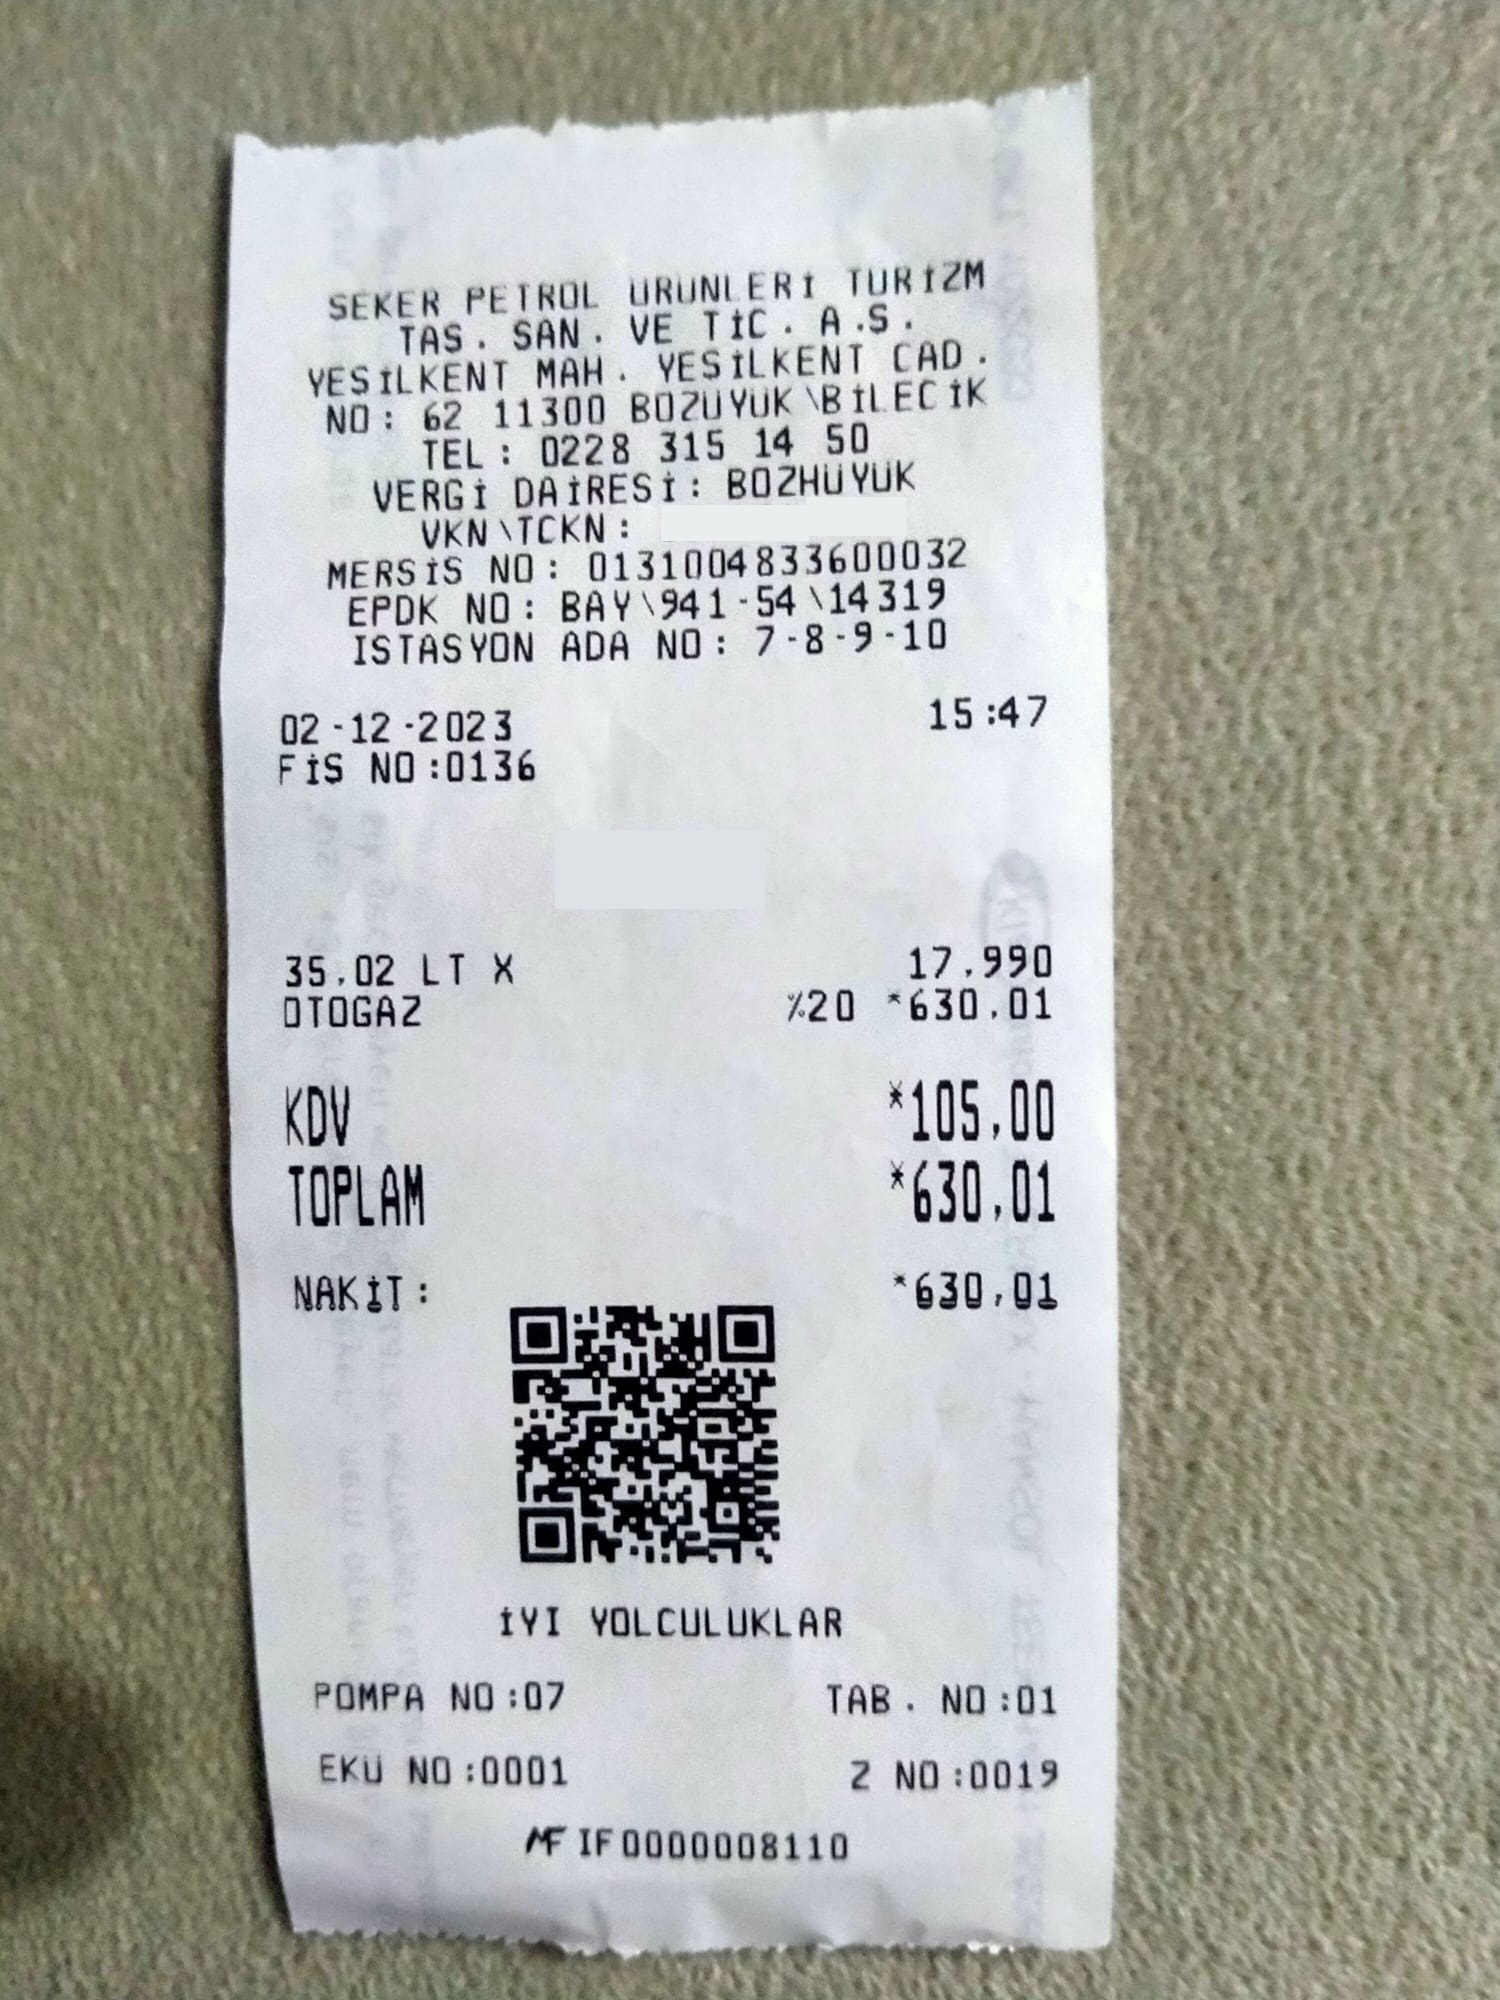 SEKER PETROL URUNLERİ TURİZM
TAS. SAN. VE TİC. A.S.
YESİLKENT MAH. YESİLKENT CAD.
NO: 62 11300 BOZUYUK\BİLECİK
TEL: 0228 315 14 50
VERGİ DAİRESİ: BOZHUYUK
VKN\TCKN:
MERSİS NO: 0131004833600032
EPDK NO: BAY\941-54\14319
ISTASYON ADA NO: 7-8-9-10
02-12-2023 15:47
FİS NO:0136
35,02 LT X 17,990
OTOGAZ %20 *630,01
KDV *105,00
TOPLAM *630,01
NAKİT: *630,01
İYI YOLCULUKLAR
POMPA NO:07 TAB. NO:01
EKU NO:0001 Z NO:0019
MF IF0000008110